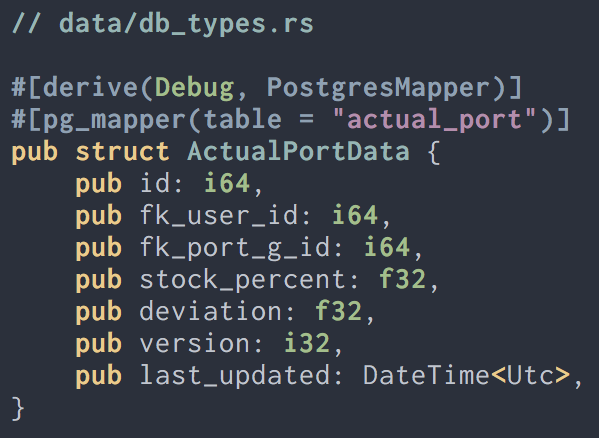 // data/db_types.rs

#[derive(Debug, PostgresMapper)]
#[pg_mapper(table = "actual_port")]
pub struct ActualPortData {
    pub id: i64,
    pub fk_user_id: i64,
    pub fk_port_g_id: i64,
    pub stock_percent: f32,
    pub deviation: f32,
    pub version: i32,
    pub last_updated: DateTime<Utc>,
}